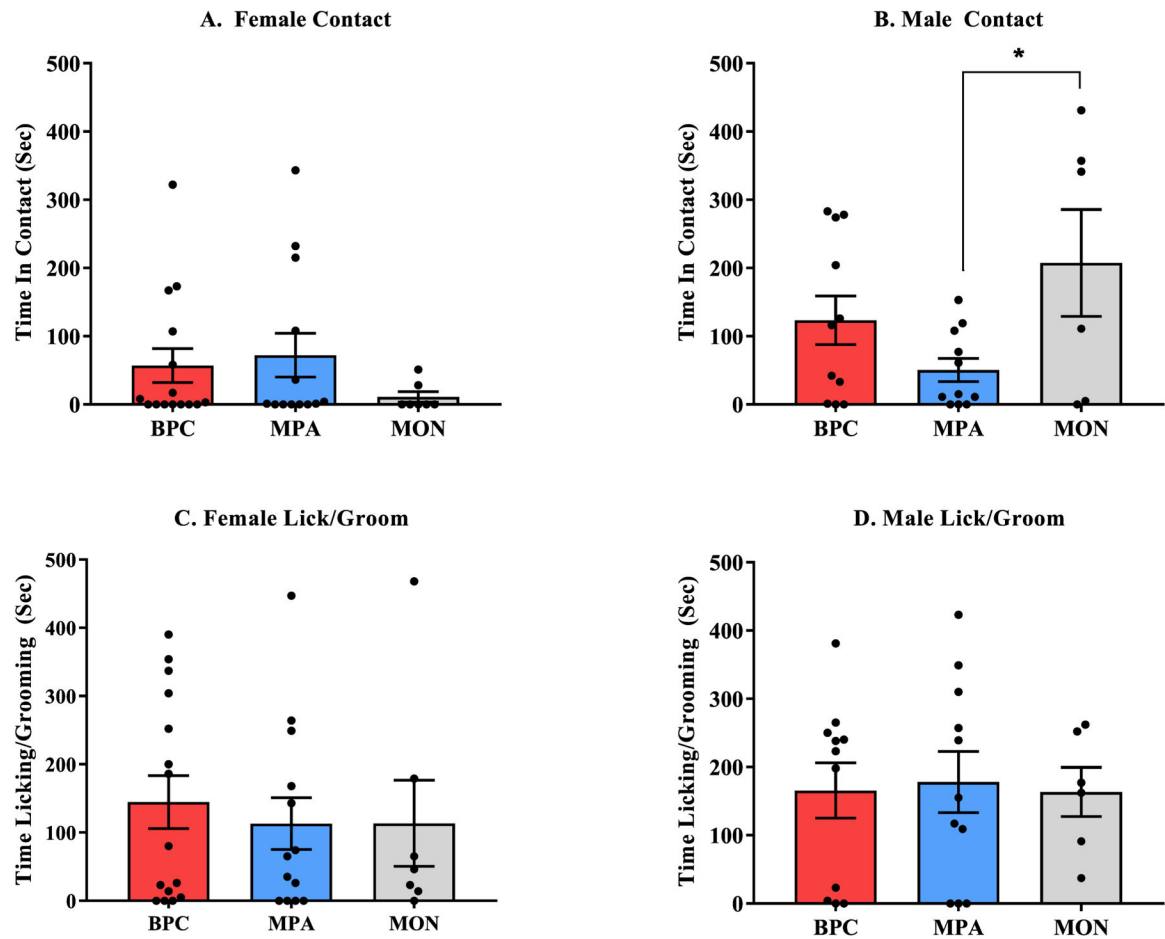 A. Female Contact
Time In Contact (Sec)
500
400
300
200
100
0
BPC MPA MON
B. Male Contact
Time In Contact (Sec)
500
400
300
200
100
0
*
BPC MPA MON
C. Female Lick/Groom
Time Licking/Grooming (Sec)
500
400
300
200
100
0
BPC MPA MON
D. Male Lick/Groom
Time Licking/Grooming (Sec)
500
400
300
200
100
0
BPC MPA MON